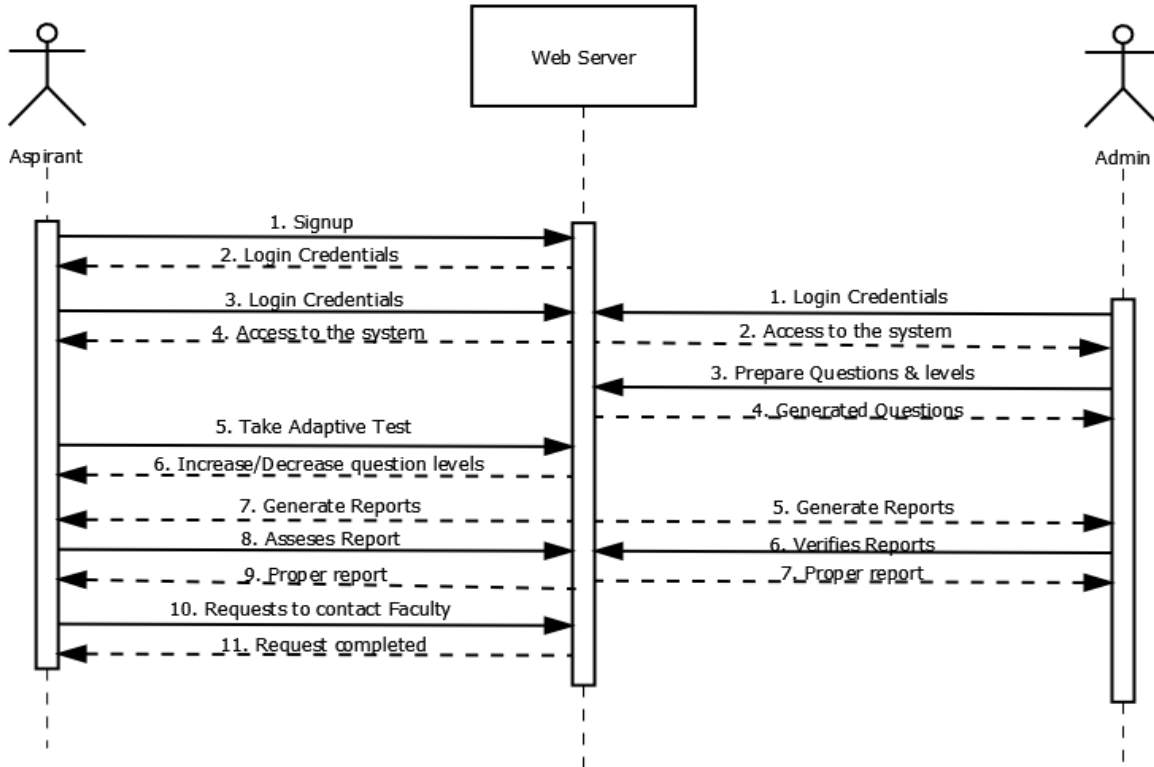 Web Server
Aspirant
Admin
1. Signup
2. Login Credentials
3. Login Credentials
1. Login Credentials
4. Access to the system
2. Access to the system
3. Prepare Questions & levels
4. Generated Questions
5. Take Adaptive Test
6. Increase/Decrease question levels
7. Generate Reports
5. Generate Reports
8. Asseses Report
6. Verifies Reports
9. Proper report
7. Proper report
10. Requests to contact Faculty
11. Request completed